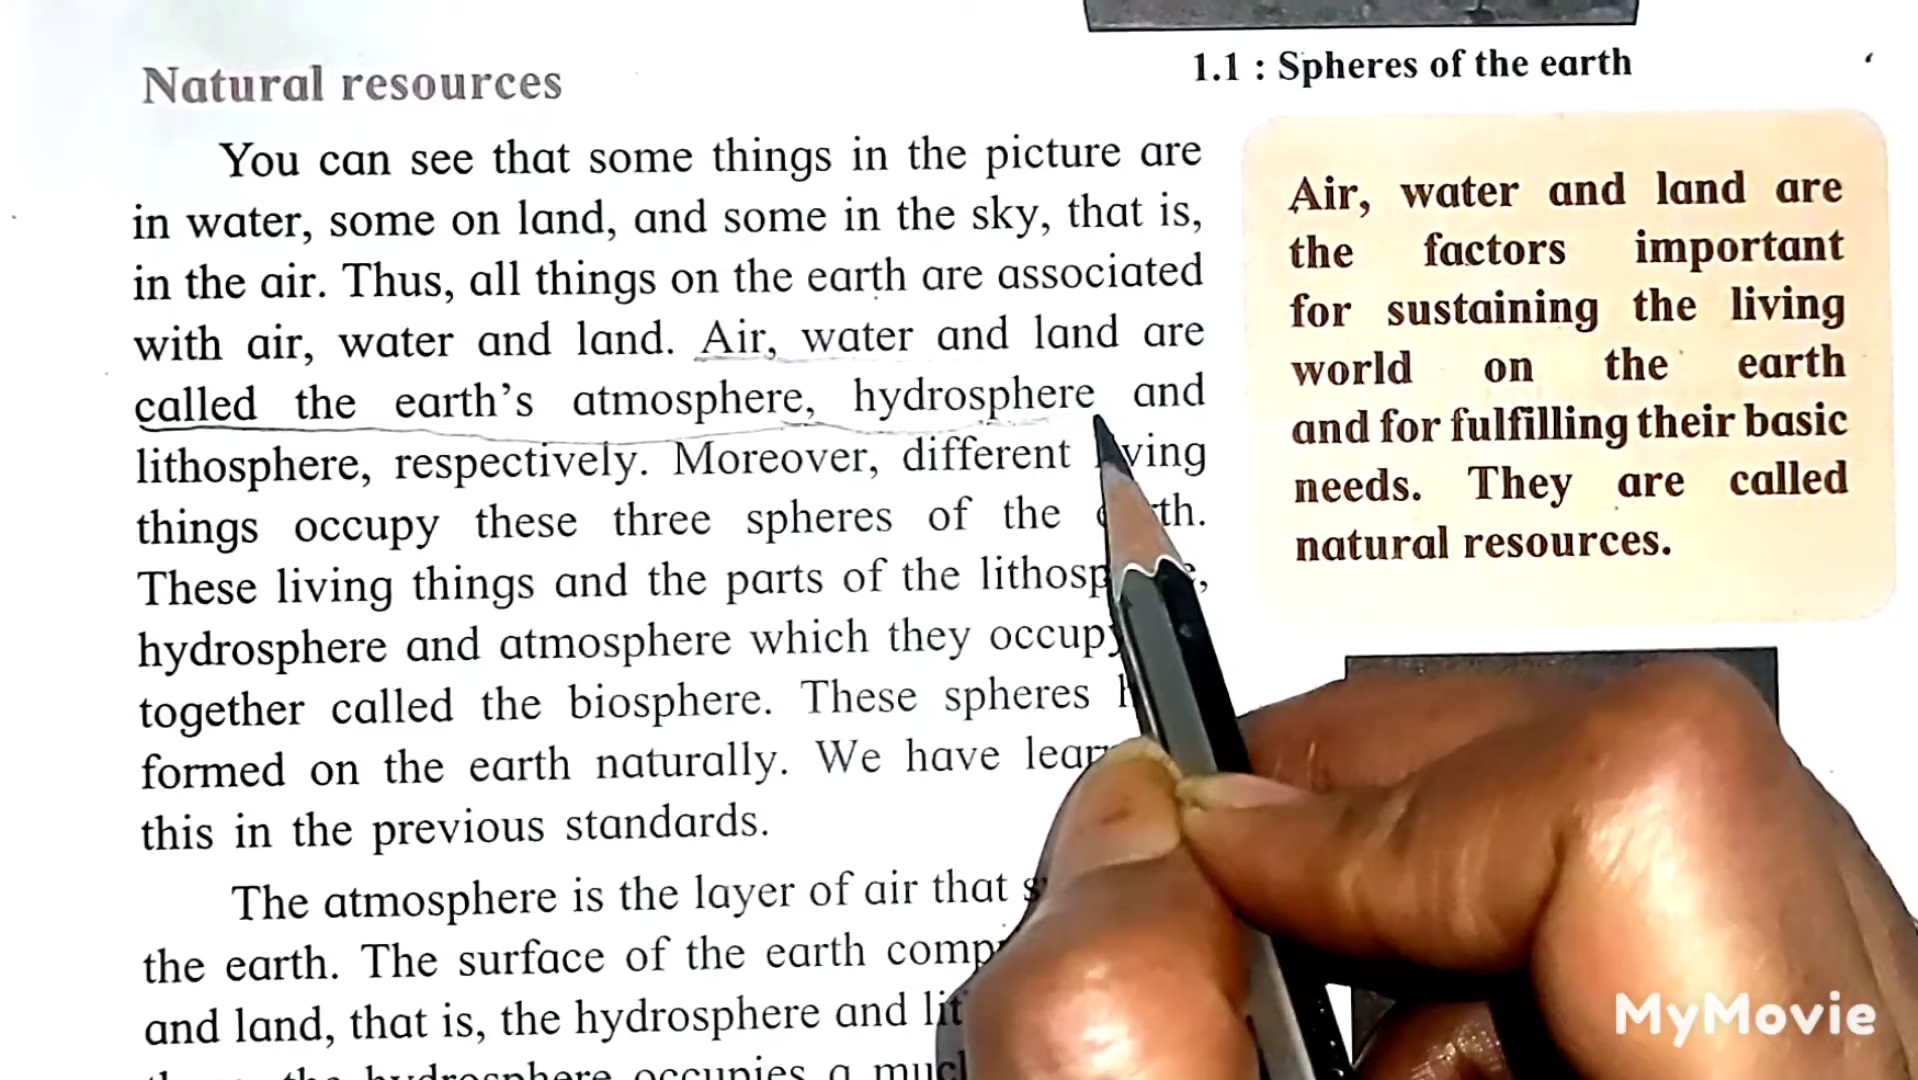 Natural resources
You can see that some things in the picture are
in water, some on land, and some in the sky, that is,
in the air. Thus, all things on the earth are associated
with air, water and land. Air, water and land are
called the earth's atmosphere, hydrosphere and
lithosphere, respectively. Moreover, different
things occupy these three spheres of the
These living things and the parts of the
hydrosphere and atmosphere which they occupy
together called the biosphere. These spheres
formed on the earth naturally. We have
this in the previous standards.
The atmosphere is the layer of air that
the earth. The surface of the earth
and land, that is, the hydrosphere and
the hydrosphere occupies a
1.1 : Spheres of the earth
Air, water and land are
the factors important
for sustaining the living
world on the earth
and for fulfilling their basic
needs. They are called
natural resources.
MyMovie